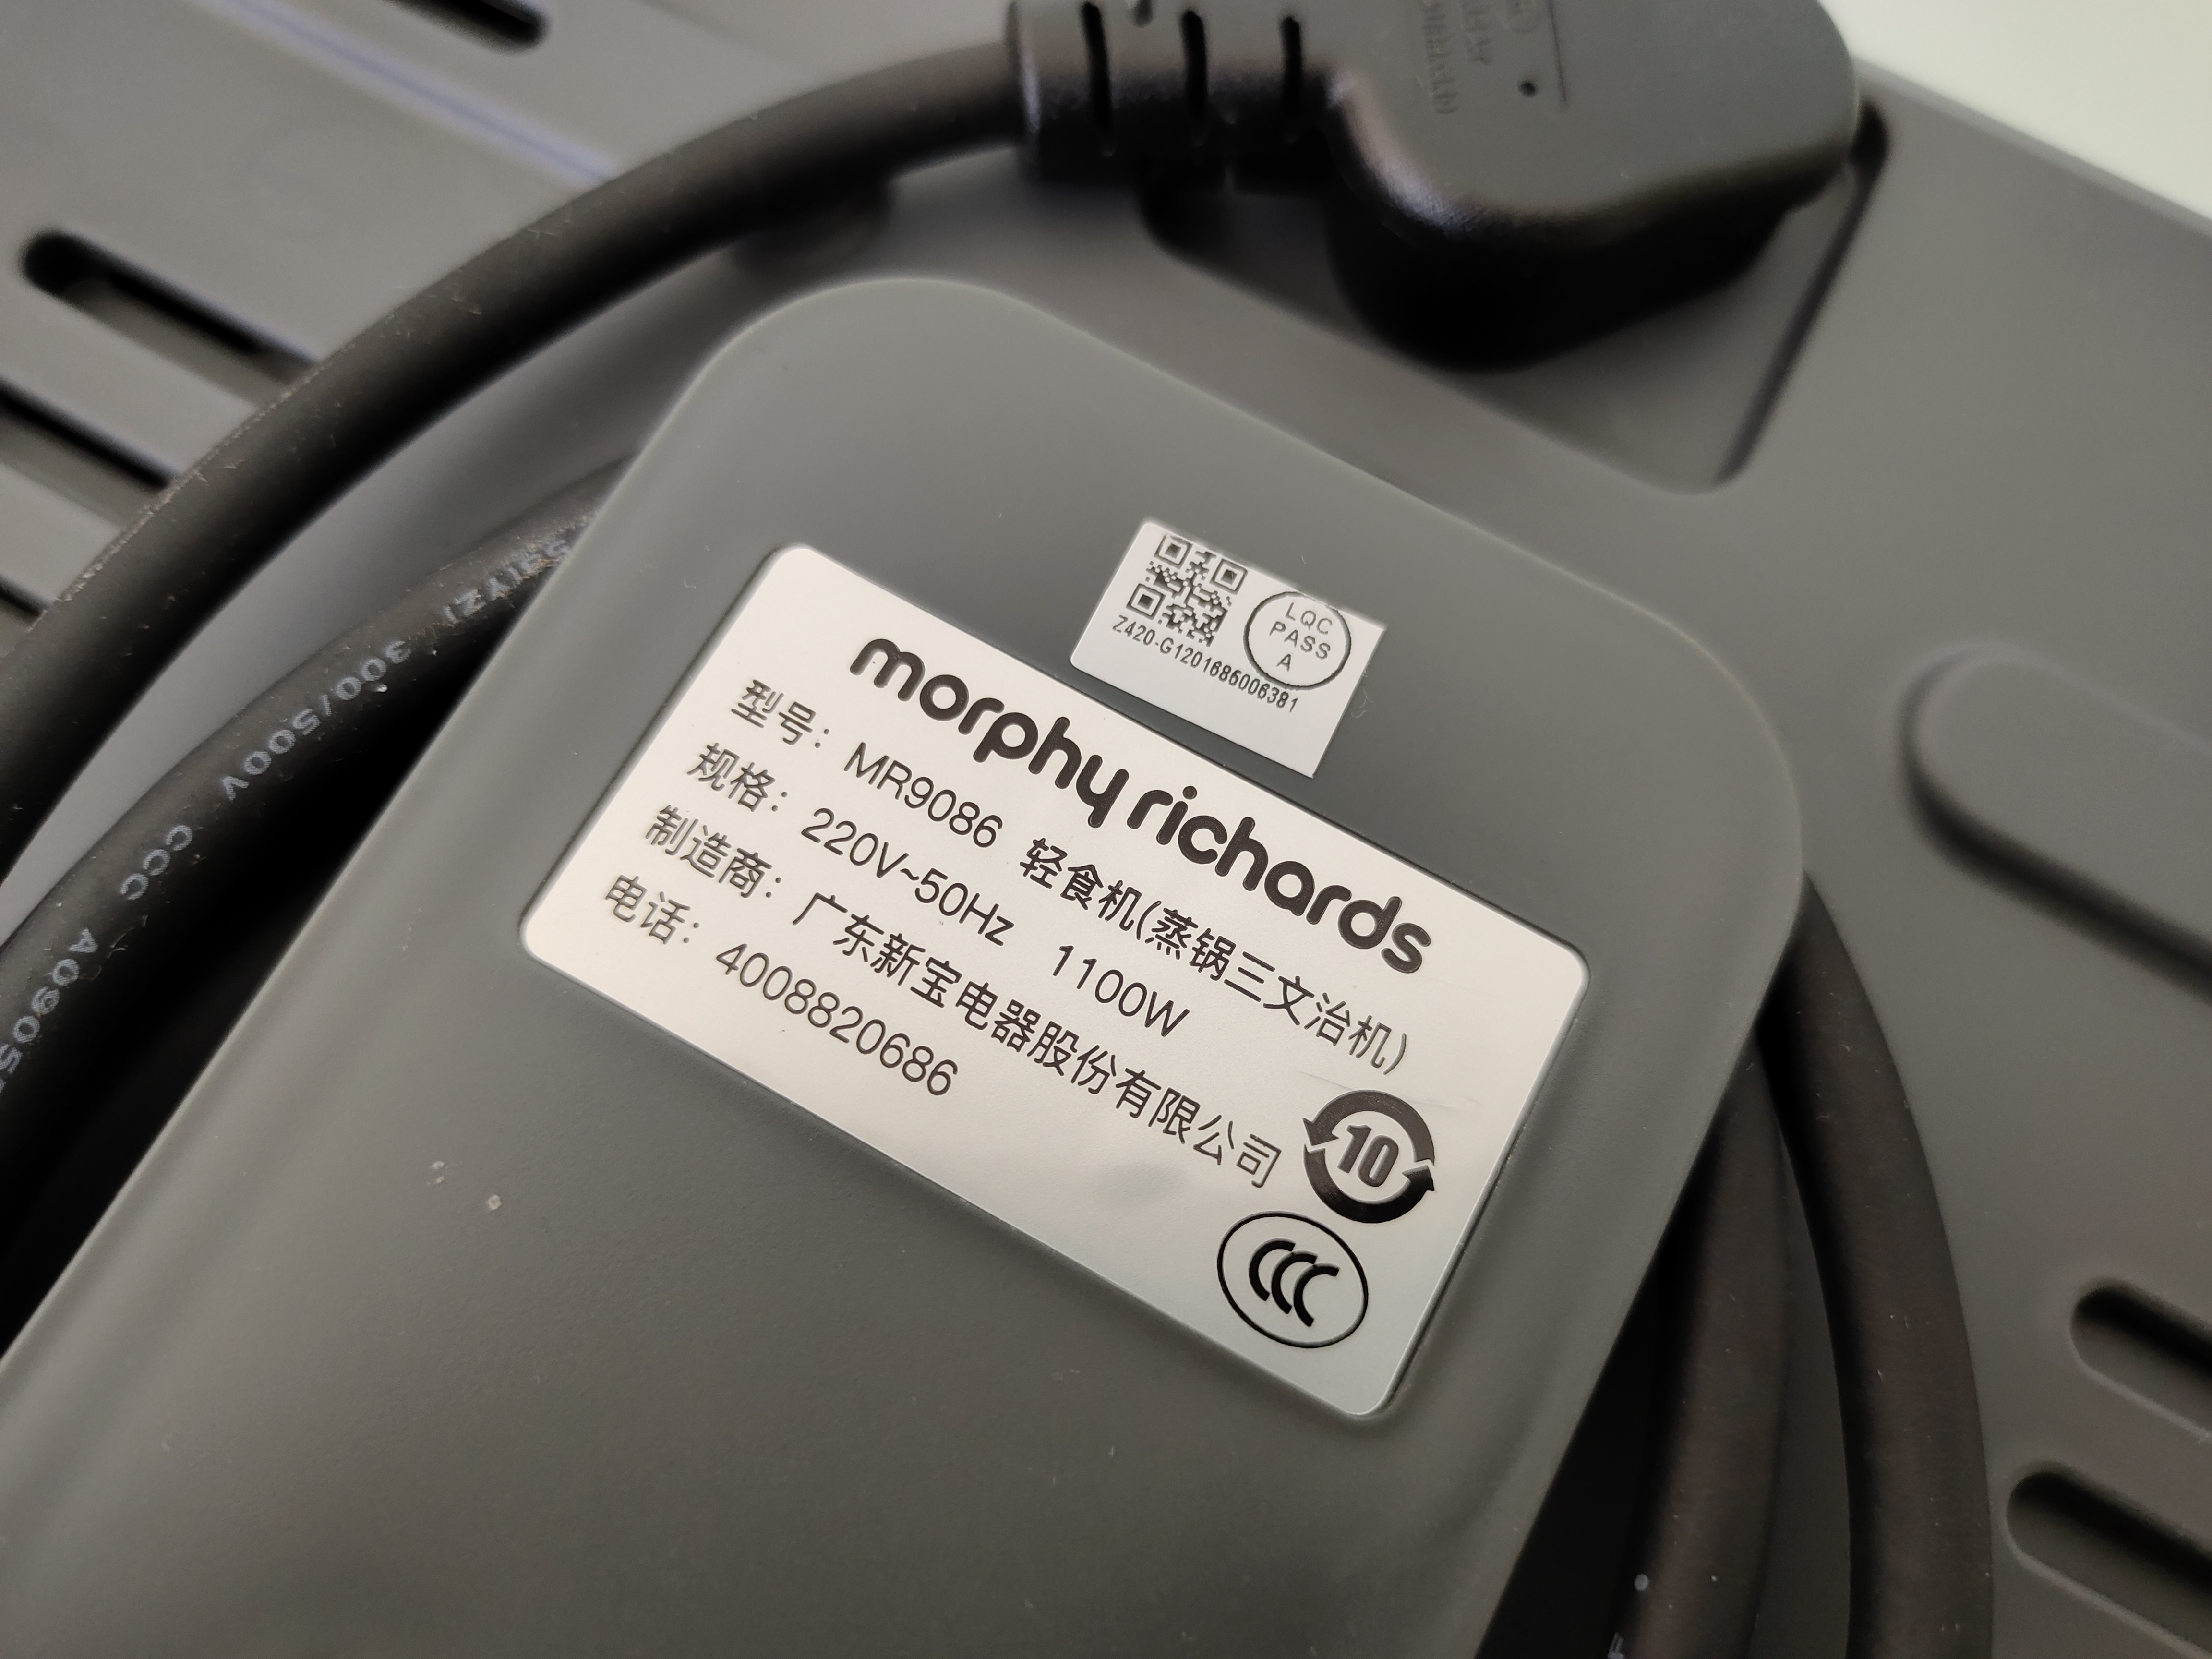 LQC
PASS
A
Z420-G1201686006381
morphy richards
型号: MR9086 轻食机(蒸锅三文治机)
规格: 220V~50Hz 1100W
制造商: 广东新宝电器股份有限公司
电话: 4008820686
10
CCC
300/500V CCC